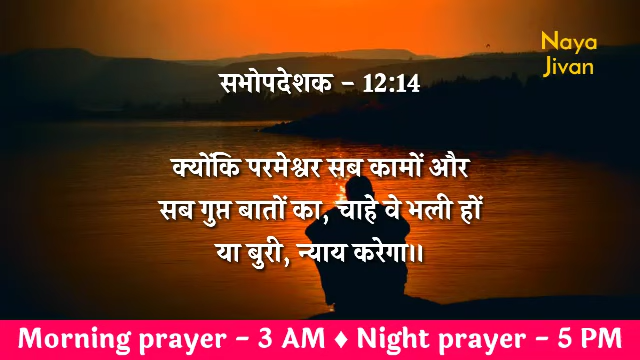 Naya
Jivan
सभोपदेशक - 12:14
क्योंकि परमेश्वर सब कामों और
सब गुप्त बातों का, चाहे वे भली हों
या बुरी, न्याय करेगा।।
Morning prayer - 3 AM ♦ Night prayer - 5 PM